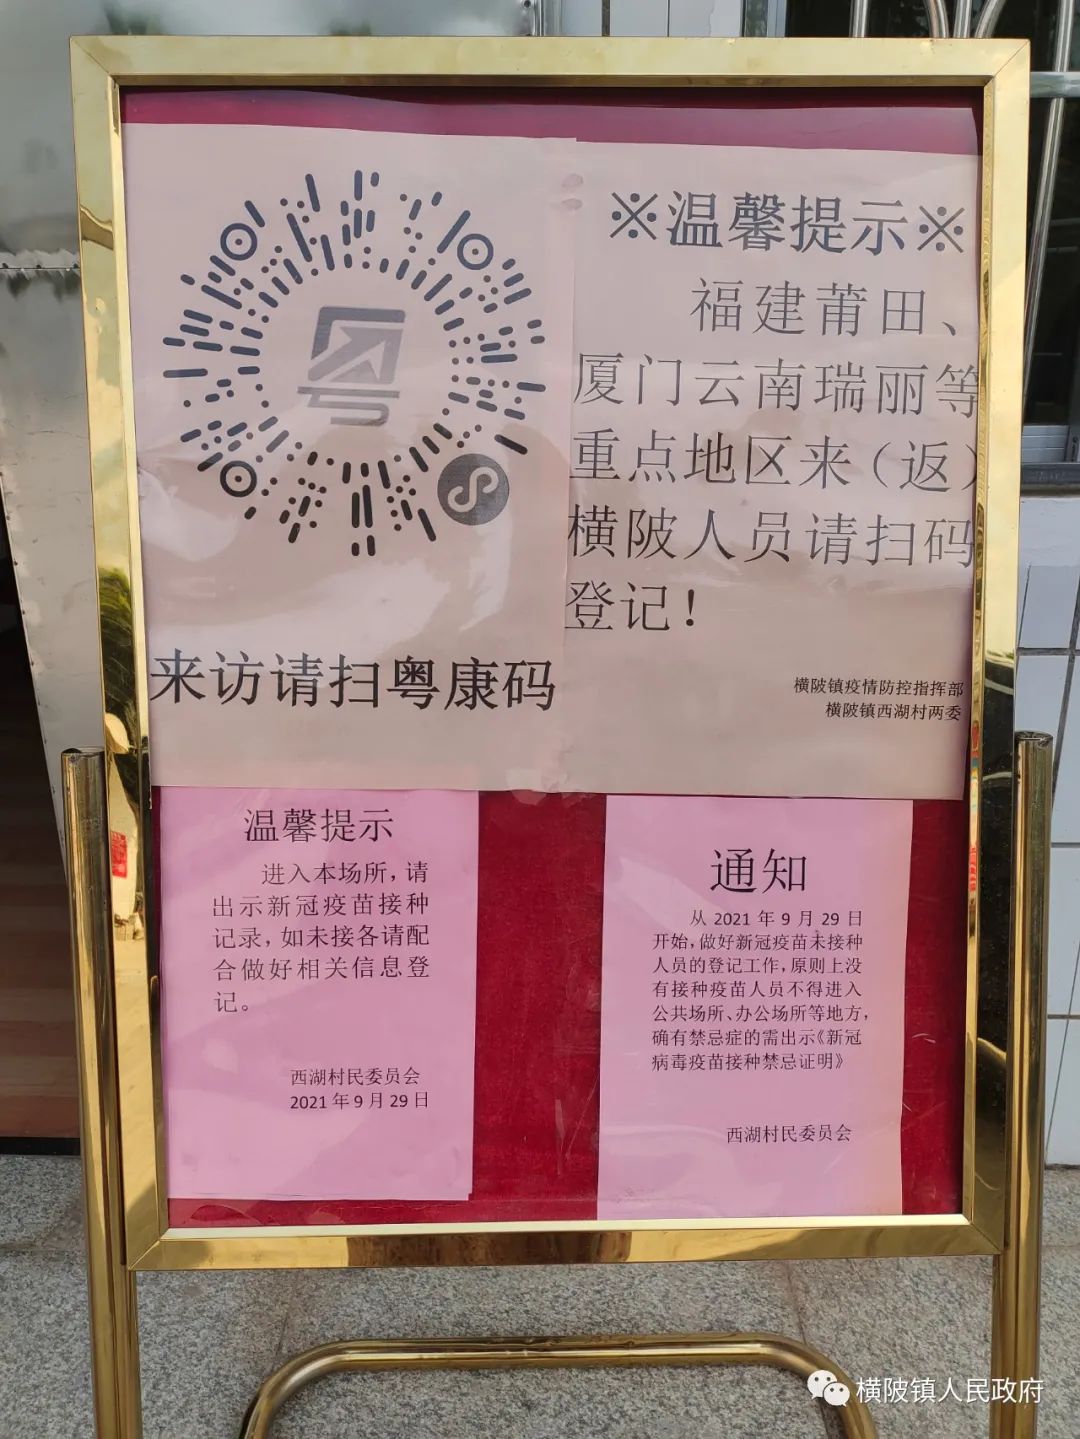 粤
来访请扫粤康码
※温馨提示※
福建莆田、
厦门云南瑞丽等
重点地区来（返）
横陂人员请扫码
登记！
横陂镇疫情防控指挥部
横陂镇西湖村两委
温馨提示
进入本场所，请
出示新冠疫苗接种
记录，如未接各请配
合做好相关信息登
记。
西湖村民委员会
2021年9月29日
通知
从2021年9月29日
开始，做好新冠疫苗未接种
人员的登记工作，原则上没
有接种疫苗人员不得进入
公共场所、办公场所等地方，
确有禁忌症的需出示《新冠
病毒疫苗接种禁忌证明》
西湖村民委员会
横陂镇人民政府